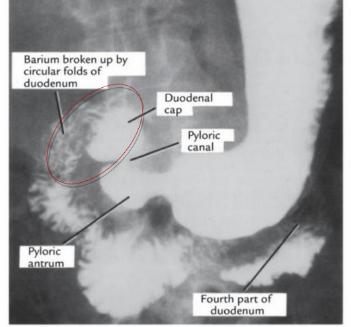 Barium broken up by
circular folds of
duodenum
Duodenal
cap
Pyloric
canal
Pyloric
antrum
Fourth part of
duodenum